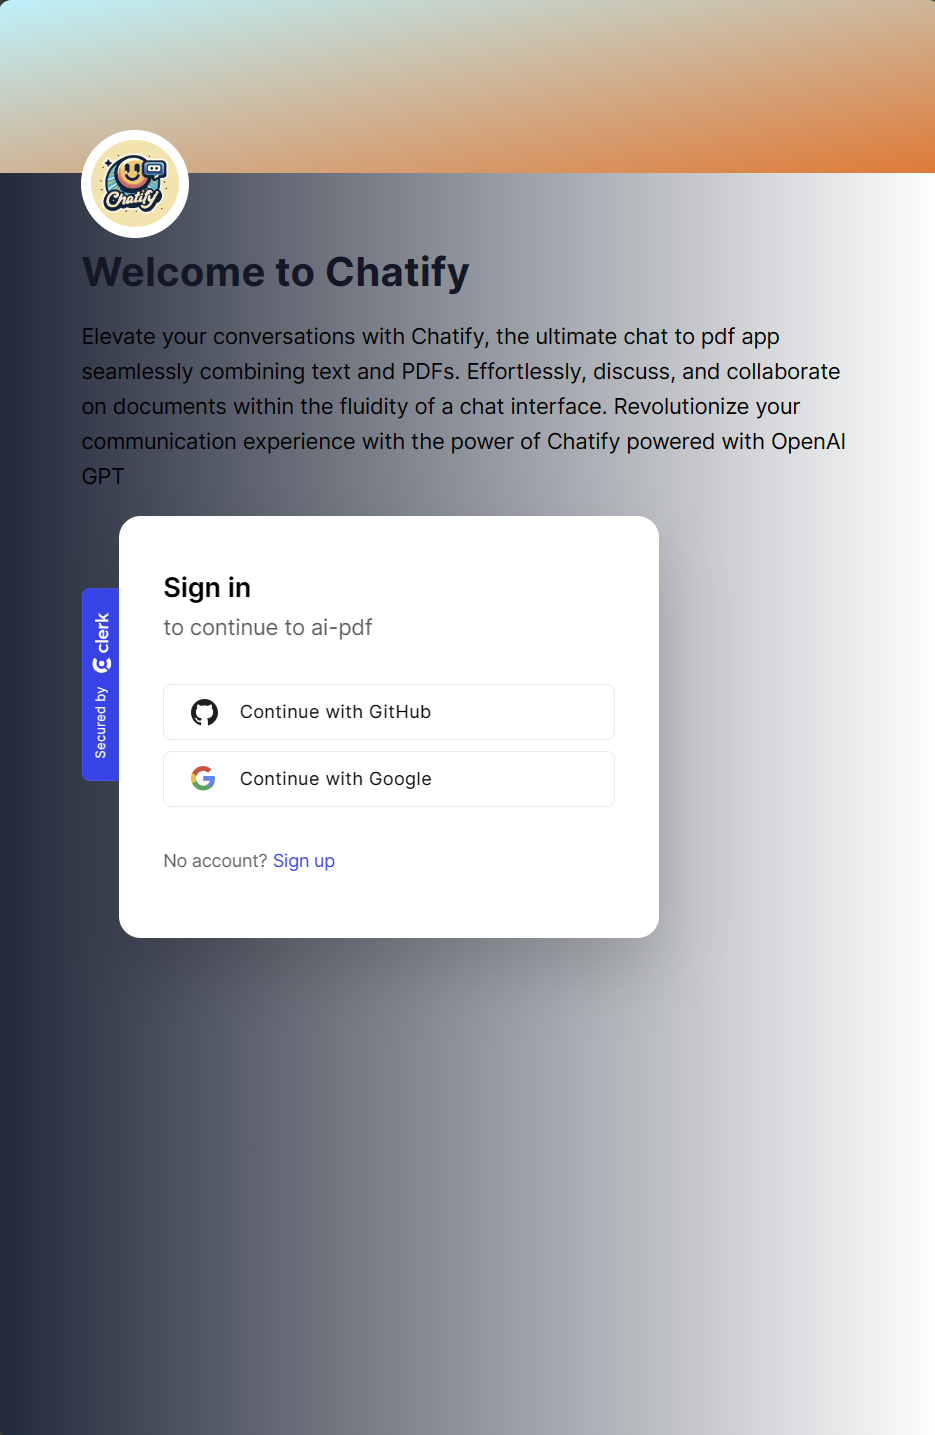 Chatify
Welcome to Chatify
Elevate your conversations with Chatify, the ultimate chat to pdf app
seamlessly combining text and PDFs. Effortlessly, discuss, and collaborate
on documents within the fluidity of a chat interface. Revolutionize your
communication experience with the power of Chatify powered with OpenAI
GPT
Sign in
to continue to ai-pdf
Secured by clerk
Continue with GitHub
Continue with Google
No account? Sign up